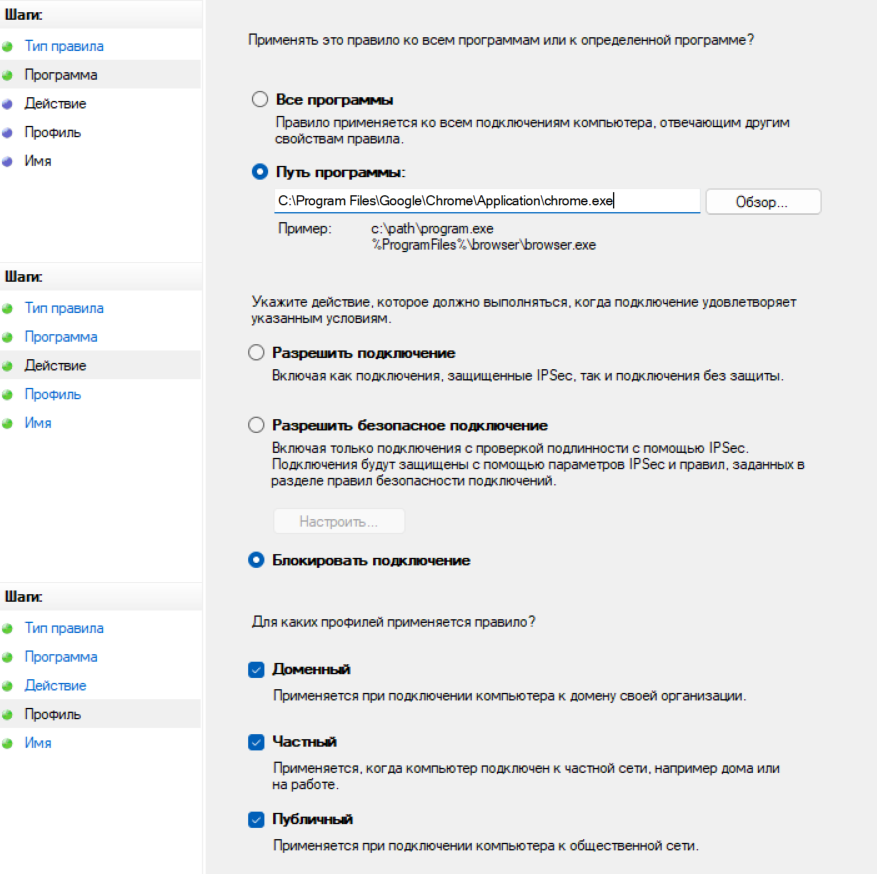 Шаги:
Тип правила
Программа
Действие
Профиль
Имя
Применять это правило ко всем программам или к определенной программе?
Все программы
Правило применяется ко всем подключениям компьютера, отвечающим другим
свойствам правила.
Путь программы:
C:\Program Files\Google\Chrome\Application\chrome.exe
Обзор...
Пример: c:\path\program.exe
%ProgramFiles%\browser\browser.exe
Шаги:
Тип правила
Программа
Действие
Профиль
Имя
Укажите действие, которое должно выполняться, когда подключение удовлетворяет
указанным условиям.
Разрешить подключение
Включая как подключения, защищенные IPSec, так и подключения без защиты.
Разрешить безопасное подключение
Включая только подключения с проверкой подлинности с помощью IPSec.
Подключения будут защищены с помощью параметров IPSec и правил, заданных в
разделе правил безопасности подключений.
Настроить...
Блокировать подключение
Шаги:
Тип правила
Программа
Действие
Профиль
Имя
Для каких профилей применяется правило?
Доменный
Применяется при подключении компьютера к домену своей организации.
Частный
Применяется, когда компьютер подключен к частной сети, например дома или
на работе.
Публичный
Применяется при подключении компьютера к общественной сети.